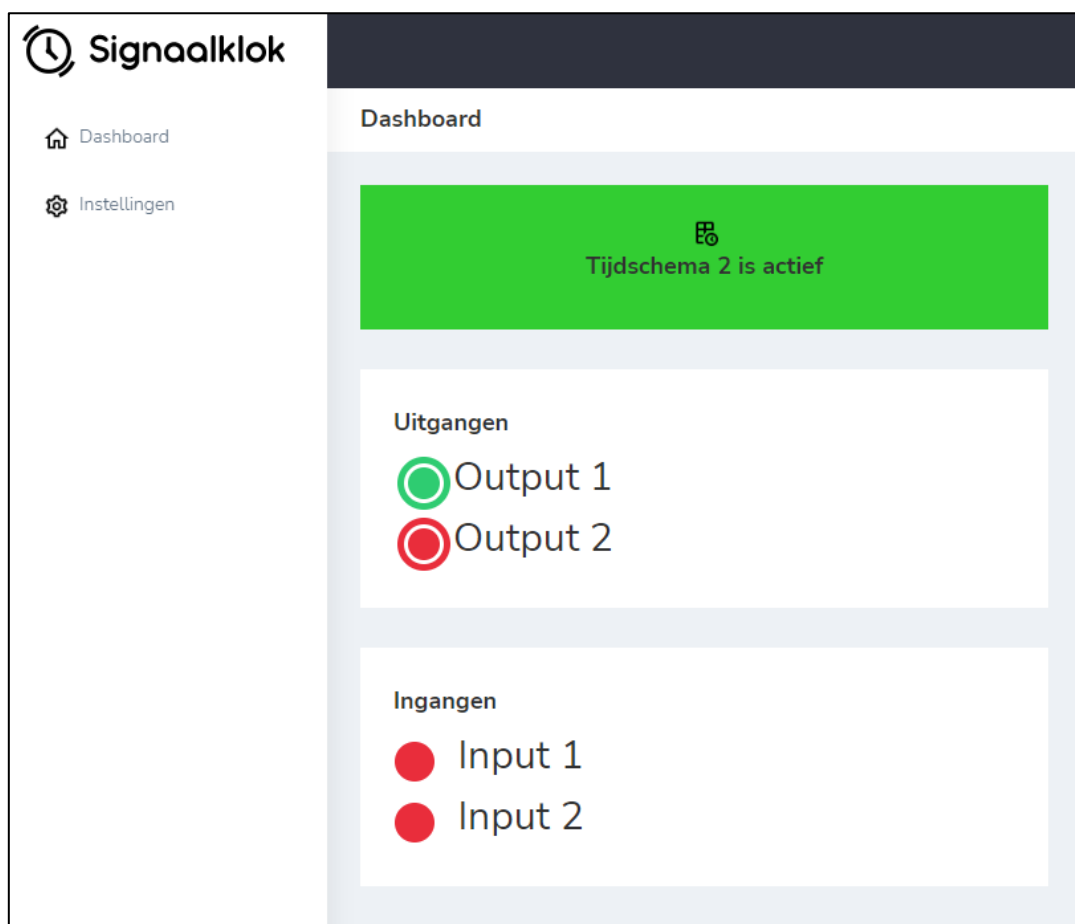 Signaalklok
Dashboard
Instellingen
Dashboard
Tijdschema 2 is actief
Uitgangen
Output 1
Output 2
Ingangen
Input 1
Input 2